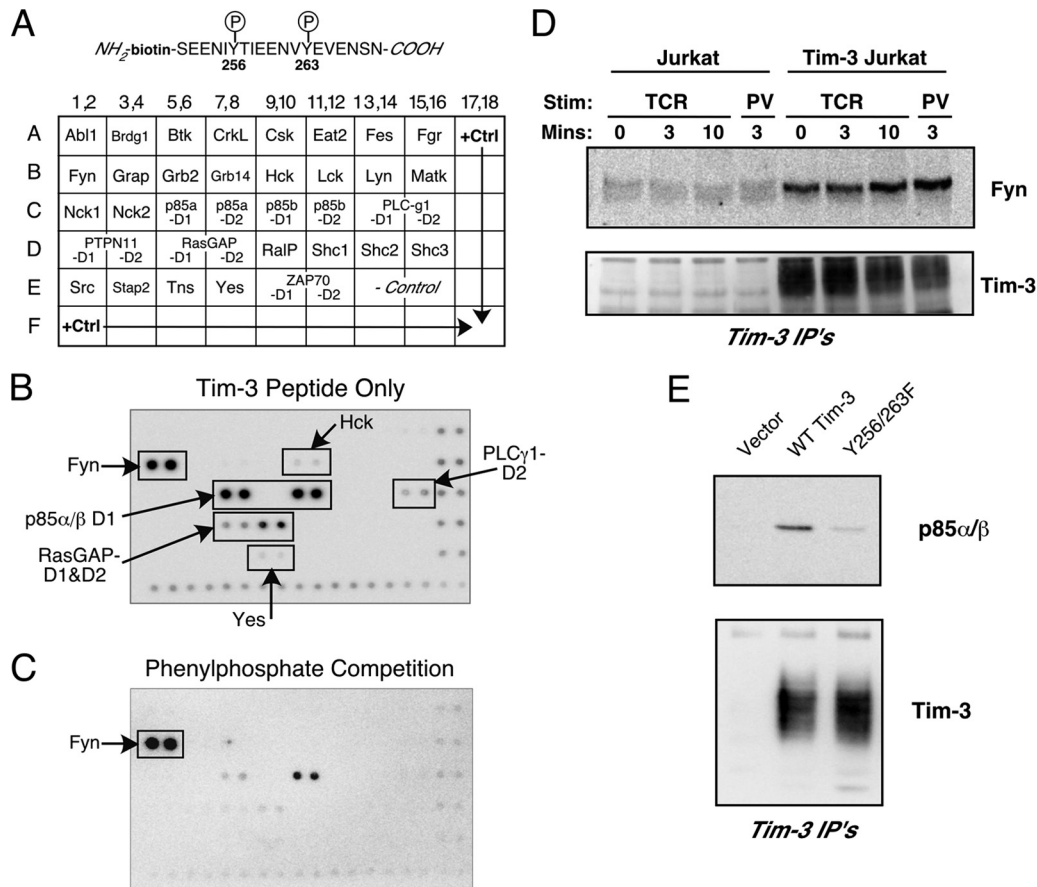 A
P P
NH2-biotin-SEENIYTIEENVYEVENSN-COOH
256 263
1,2 3,4 5,6 7,8 9,10 11,12 13,14 15,16 17,18
A Abl1 Brdg1 Btk CrkL Csk Eat2 Fes Fgr +Ctrl
B Fyn Grap Grb2 Grb14 Hck Lck Lyn Matk
C Nck1 Nck2 p85a -D1 p85a -D2 p85b -D1 p85b -D2 PLC-g1 -D1 -D2
D PTPN11 -D1 -D2 RasGAP -D1 -D2 RalP Shc1 Shc2 Shc3
E Src Stap2 Tns Yes ZAP70 -D1 -D2 - Control
F +Ctrl
B
Tim-3 Peptide Only
Hck
Fyn
PLCγ1-
D2
p85α/β D1
RasGAP-
D1&D2
Yes
C
Phenylphosphate Competition
Fyn
D
Jurkat Tim-3 Jurkat
Stim: TCR PV TCR PV
Mins: 0 3 10 3 0 3 10 3
Fyn
Tim-3
Tim-3 IP's
E
Vector
WT Tim-3
Y256/263F
p85α/β
Tim-3
Tim-3 IP's